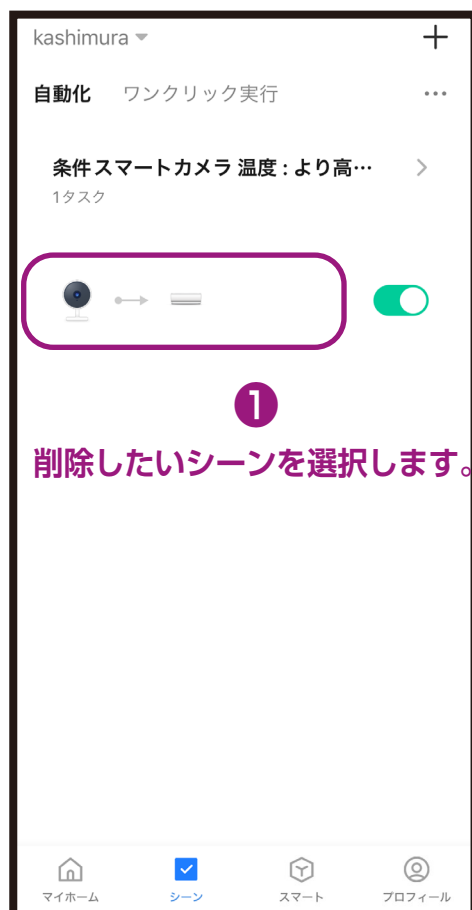 kashimura
自動化 ワンクリック実行
条件 スマートカメラ 温度 : より高…
1タスク
❶
削除したいシーンを選択します。
マイホーム シーン スマート プロフィール